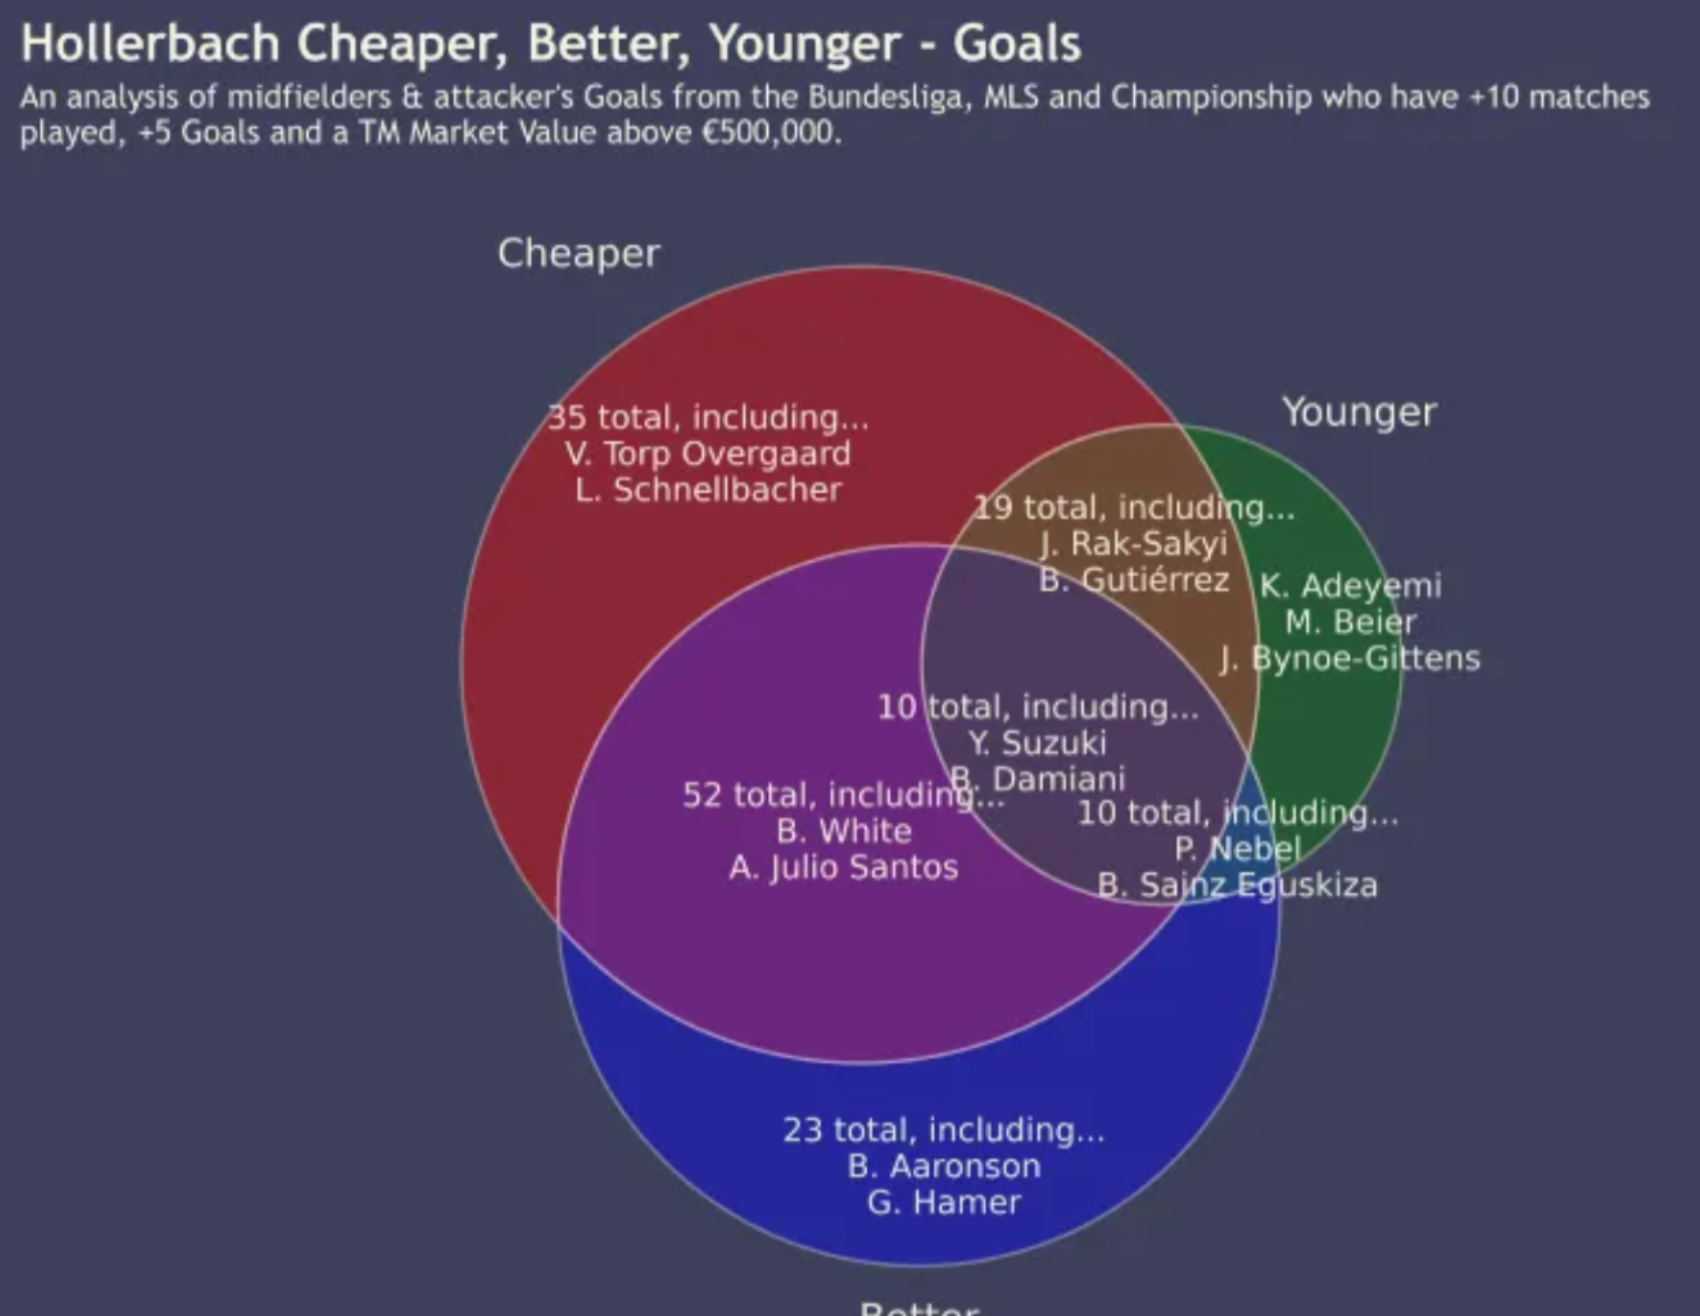 Hollerbach Cheaper, Better, Younger - Goals
An analysis of midfielders & attacker's Goals from the Bundesliga, MLS and Championship who have +10 matches
played, +5 Goals and a TM Market Value above €500,000.
Cheaper
Younger
35 total, including...
V. Torp Overgaard
L. Schnellbacher
19 total, including...
J. Rak-Sakyi
B. Gutiérrez
K. Adeyemi
M. Beier
J. Bynoe-Gittens
10 total, including...
Y. Suzuki
B. Damiani
52 total, including...
B. White
A. Julio Santos
10 total, including...
P. Nebel
B. Sainz Eguskiza
23 total, including...
B. Aaronson
G. Hamer
Better